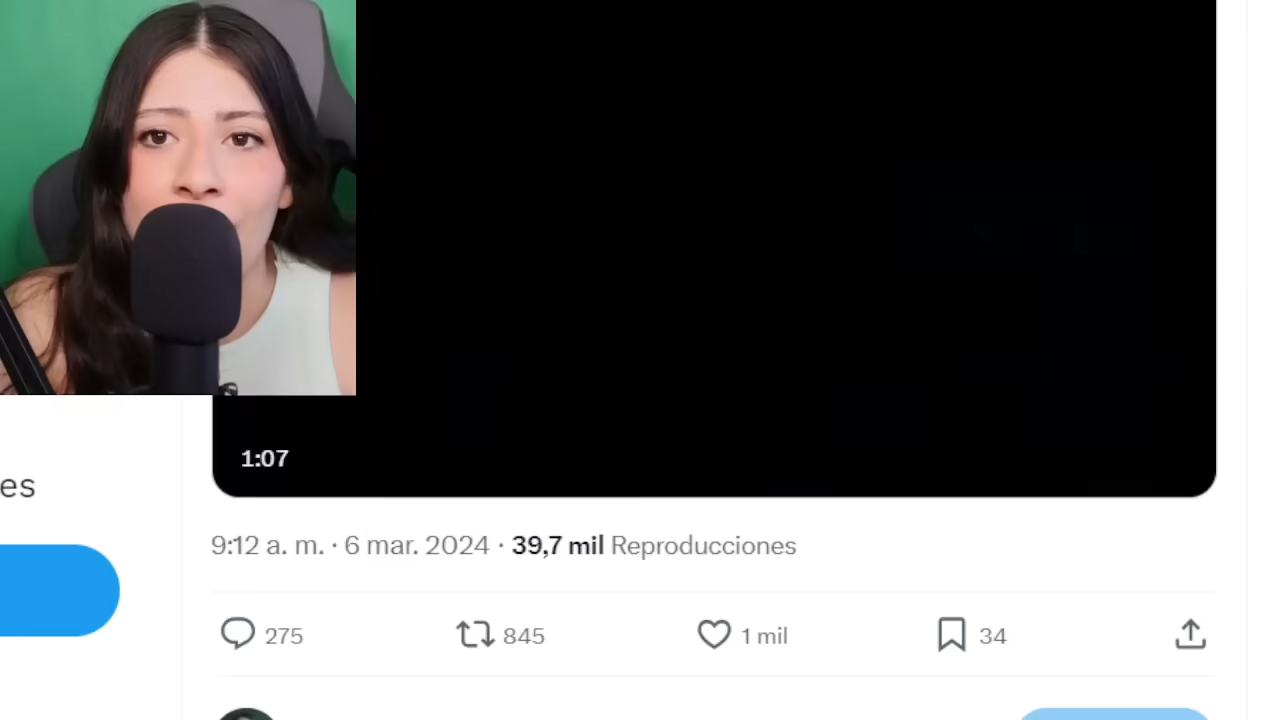 1:07
es
9:12 a. m. · 6 mar. 2024 · 39,7 mil Reproducciones
275 845 1 mil 34